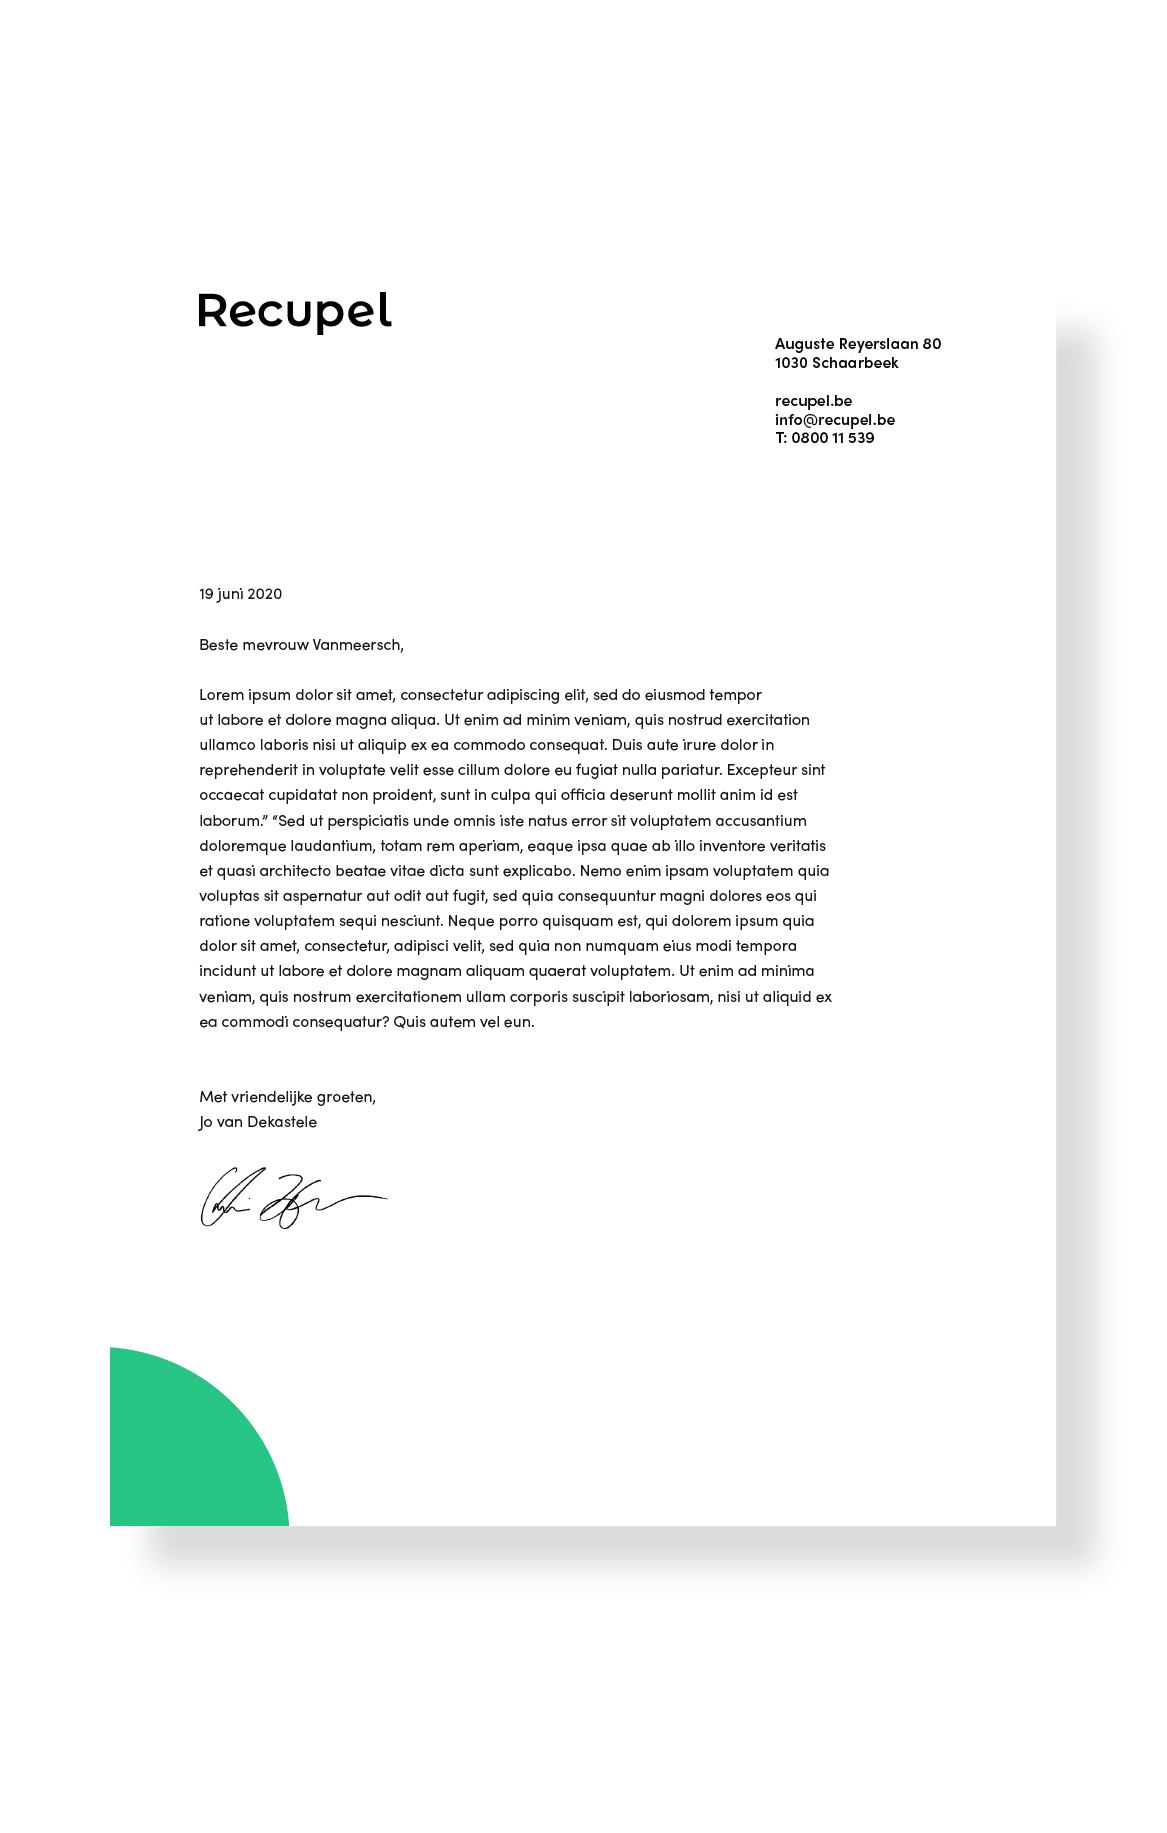 Recupel
Auguste Reyerslaan 80
1030 Schaarbeek
recupel.be
info@recupel.be
T: 0800 11 539
19 juni 2020
Beste mevrouw Vanmeersch,
Lorem ipsum dolor sit amet, consectetur adipiscing elit, sed do eiusmod tempor
ut labore et dolore magna aliqua. Ut enim ad minim veniam, quis nostrud exercitation
ullamco laboris nisi ut aliquip ex ea commodo consequat. Duis aute irure dolor in
reprehenderit in voluptate velit esse cillum dolore eu fugiat nulla pariatur. Excepteur sint
occaecat cupidatat non proident, sunt in culpa qui officia deserunt mollit anim id est
laborum.” “Sed ut perspiciatis unde omnis iste natus error sit voluptatem accusantium
doloremque laudantium, totam rem aperiam, eaque ipsa quae ab illo inventore veritatis
et quasi architecto beatae vitae dicta sunt explicabo. Nemo enim ipsam voluptatem quia
voluptas sit aspernatur aut odit aut fugit, sed quia consequuntur magni dolores eos qui
ratione voluptatem sequi nesciunt. Neque porro quisquam est, qui dolorem ipsum quia
dolor sit amet, consectetur, adipisci velit, sed quia non numquam eius modi tempora
incidunt ut labore et dolore magnam aliquam quaerat voluptatem. Ut enim ad minima
veniam, quis nostrum exercitationem ullam corporis suscipit laboriosam, nisi ut aliquid ex
ea commodi consequatur? Quis autem vel eun.
Met vriendelijke groeten,
Jo van Dekastele